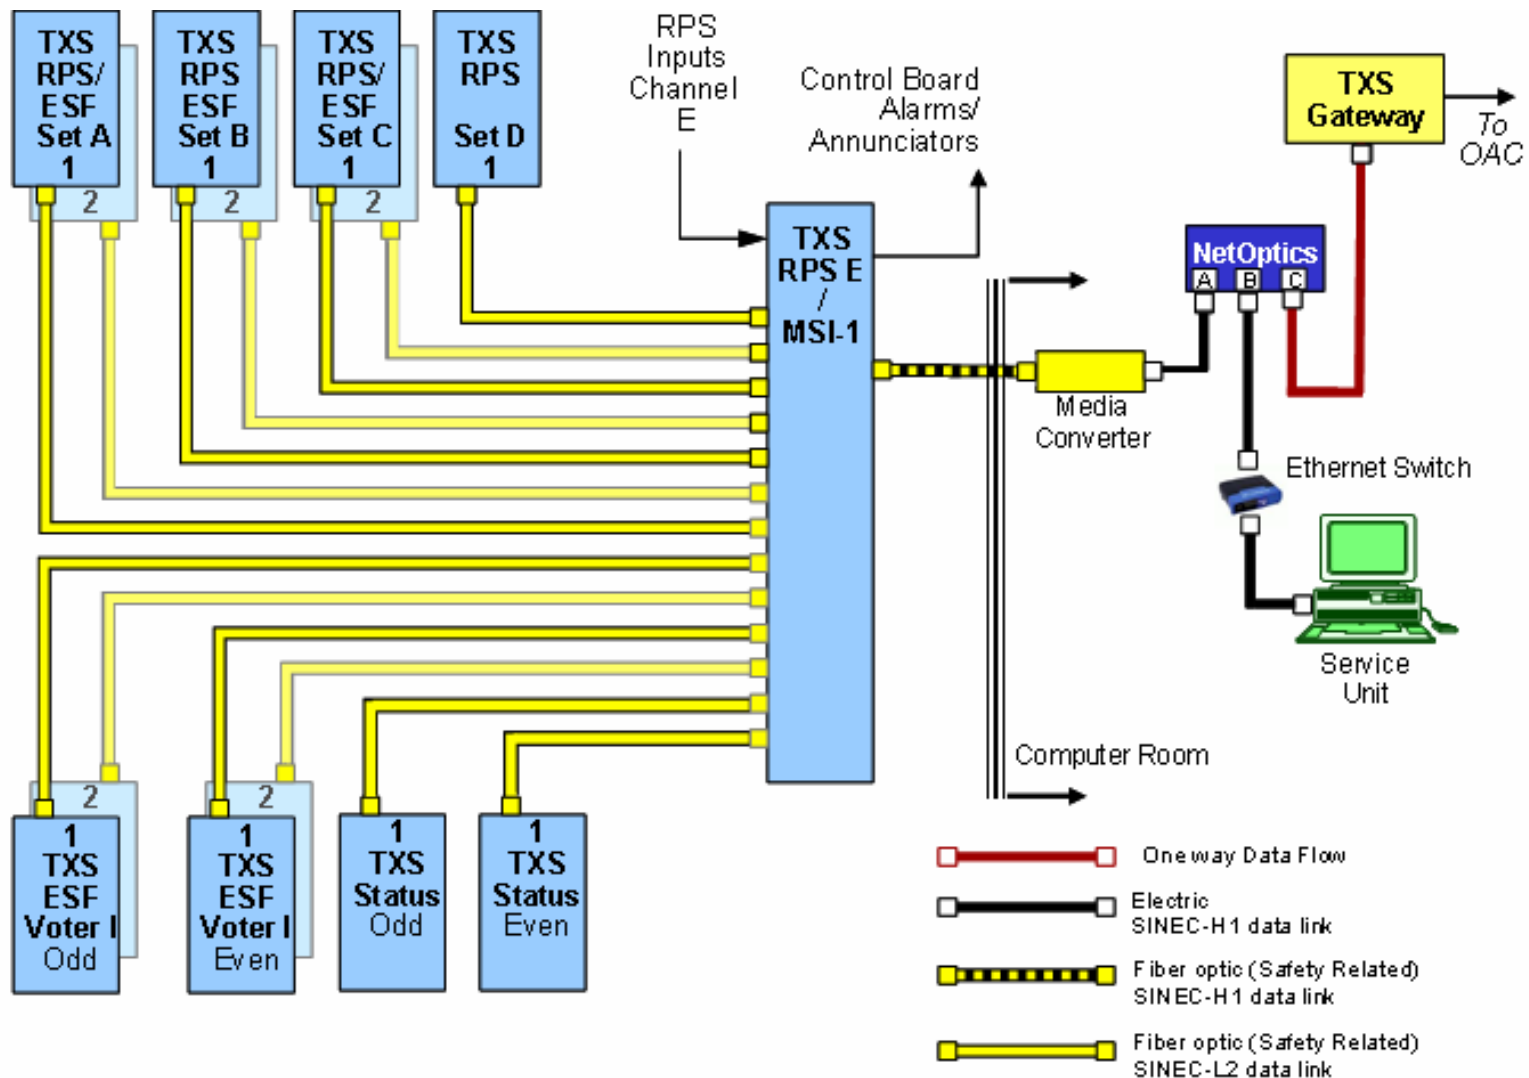 TXS
RPS/
ESF
Set A
1
2
TXS
RPS
ESF
Set B
1
2
TXS
RPS/
ESF
Set C
1
2
TXS
RPS
Set D
1
RPS
Inputs
Channel
E
Control Board
Alarms/
Annunciators
TXS
Gateway
To
OAC
TXS
RPS E
/
MSI-1
NetOptics
A B C
Media
Converter
Ethernet Switch
Service
Unit
Computer Room
2
1
TXS
ESF
Voter I
Odd
2
1
TXS
ESF
Voter I
Even
1
TXS
Status
Odd
1
TXS
Status
Even
One way Data Flow
Electric
SINEC-H1 data link
Fiber optic (Safety Related)
SINEC-H1 data link
Fiber optic (Safety Related)
SINEC-L2 data link